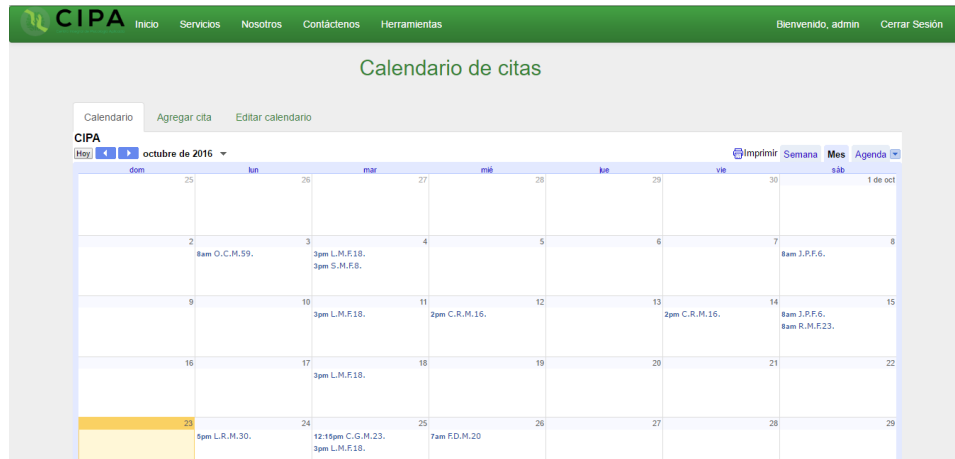 CIPA Inicio Servicios Nosotros Contáctenos Herramientas Bienvenido, admin Cerrar Sesión
Calendario de citas
Calendario Agregar cita Editar calendario
CIPA
Hoy octubre de 2016 Imprimir Semana Mes Agenda
dom lun mar mié jue vie sáb
25 26 27 28 29 30 1 de oct
2 3 4 5 6 7 8
8am O.C.M.59. 3pm L.M.F.18. 8am J.P.F.6.
3pm S.M.F.8.
9 10 11 12 13 14 15
3pm L.M.F.18. 2pm C.R.M.16. 2pm C.R.M.16. 8am J.P.F.6.
8am R.M.F.23.
16 17 18 19 20 21 22
3pm L.M.F.18.
23 24 25 26 27 28 29
5pm L.R.M.30. 12:15pm C.G.M.23. 7am F.D.M.20
3pm L.M.F.18.